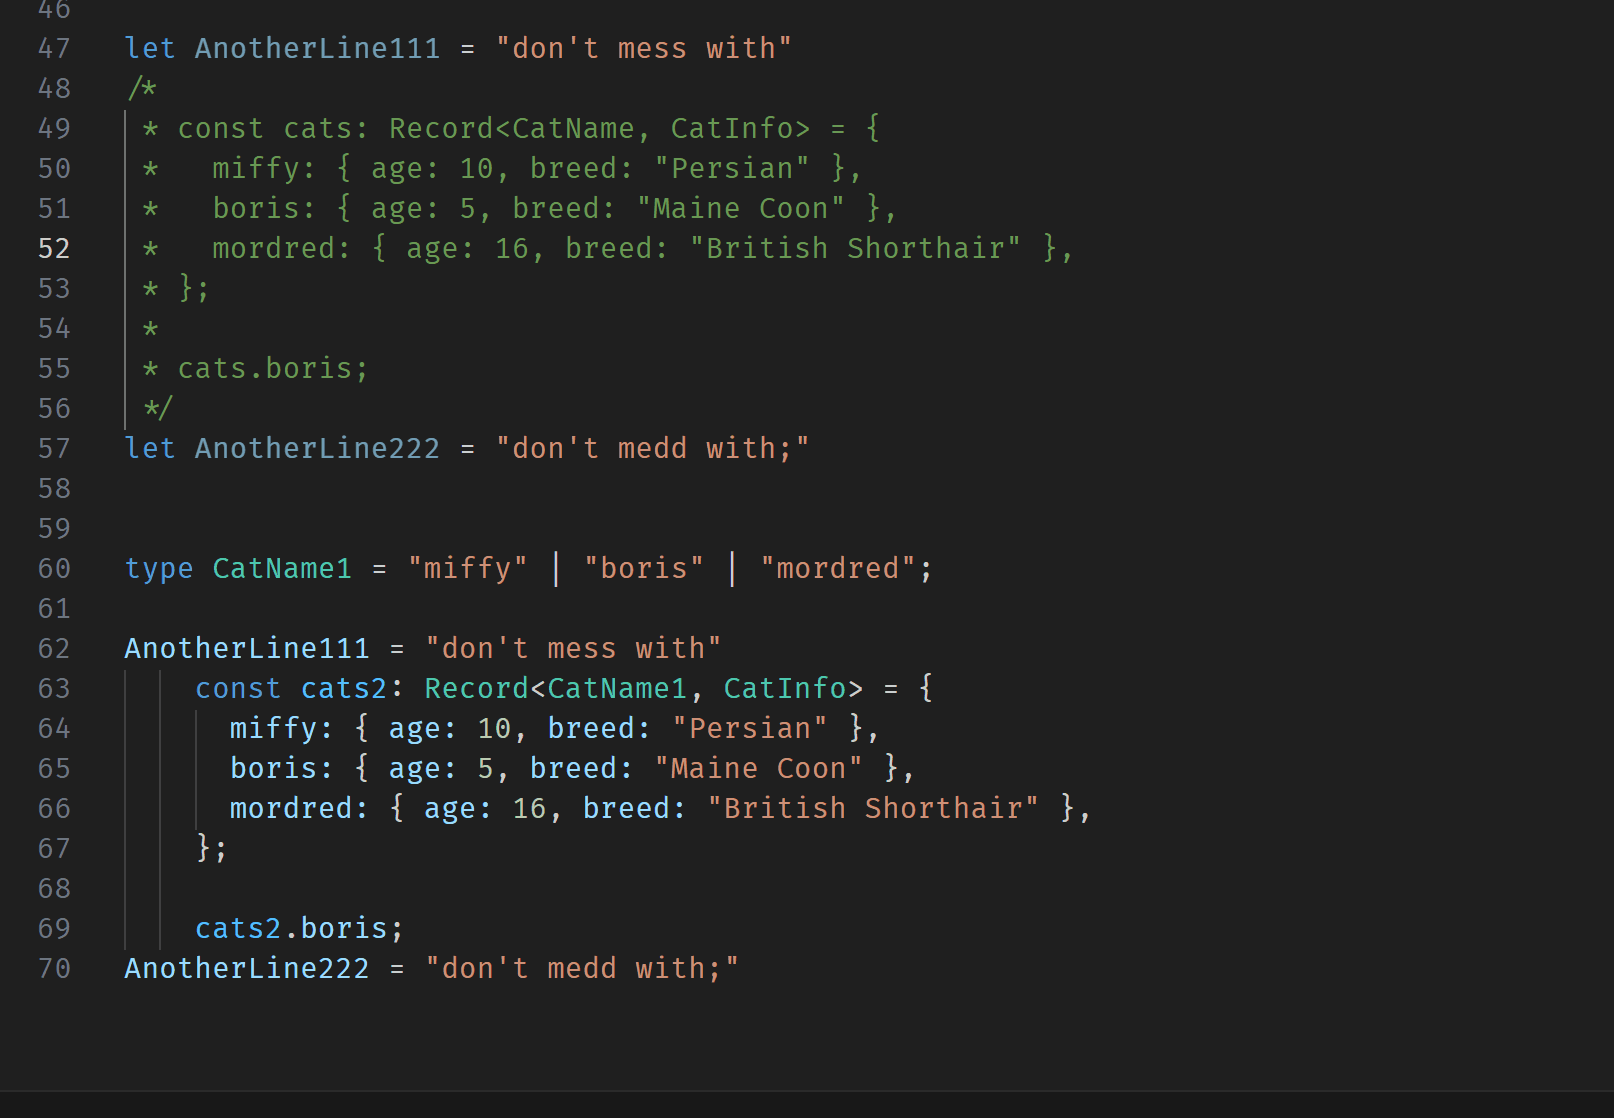 46
47 let AnotherLine111 = "don't mess with"
48 /*
49  * const cats: Record<CatName, CatInfo> = {
50  *   miffy: { age: 10, breed: "Persian" },
51  *   boris: { age: 5, breed: "Maine Coon" },
52  *   mordred: { age: 16, breed: "British Shorthair" },
53  * };
54  *
55  * cats.boris;
56  */
57 let AnotherLine222 = "don't medd with;"
58
59
60 type CatName1 = "miffy" | "boris" | "mordred";
61
62 AnotherLine111 = "don't mess with"
63     const cats2: Record<CatName1, CatInfo> = {
64       miffy: { age: 10, breed: "Persian" },
65       boris: { age: 5, breed: "Maine Coon" },
66       mordred: { age: 16, breed: "British Shorthair" },
67     };
68
69     cats2.boris;
70 AnotherLine222 = "don't medd with;"